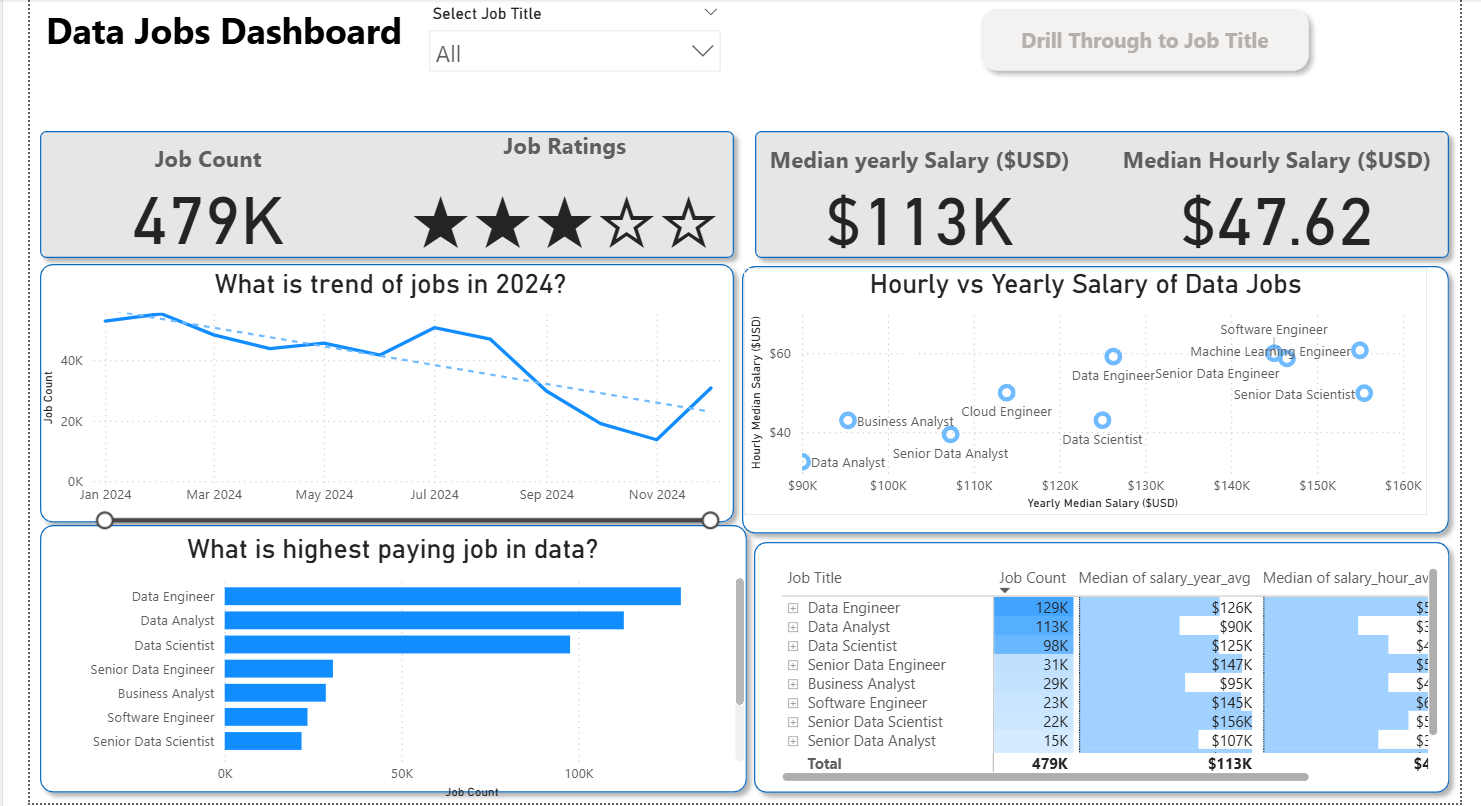 Data Jobs Dashboard
Select Job Title
All
Drill Through to Job Title
Job Count
479K
Job Ratings
★★★☆☆
Median yearly Salary ($USD)
$113K
Median Hourly Salary ($USD)
$47.62
What is trend of jobs in 2024?
Job Count
40K
20K
0K
Jan 2024 Mar 2024 May 2024 Jul 2024 Sep 2024 Nov 2024
Hourly vs Yearly Salary of Data Jobs
Hourly Median Salary ($USD)
$60
$40
Software Engineer
Machine Learning Engineer
Data Engineer
Senior Data Engineer
Senior Data Scientist
Cloud Engineer
Business Analyst
Data Scientist
Senior Data Analyst
Data Analyst
$90K $100K $110K $120K $130K $140K $150K $160K
Yearly Median Salary ($USD)
What is highest paying job in data?
Data Engineer
Data Analyst
Data Scientist
Senior Data Engineer
Business Analyst
Software Engineer
Senior Data Scientist
0K 50K 100K
Job Count
Job Title Job Count Median of salary_year_avg Median of salary_hour_av
Data Engineer 129K $126K $5
Data Analyst 113K $90K $3
Data Scientist 98K $125K $4
Senior Data Engineer 31K $147K $5
Business Analyst 29K $95K $4
Software Engineer 23K $145K $6
Senior Data Scientist 22K $156K $5
Senior Data Analyst 15K $107K $3
Total 479K $113K $4